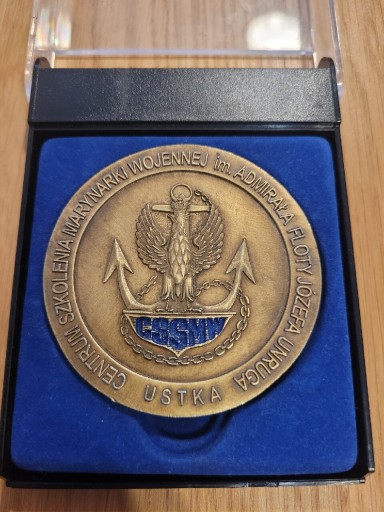 CENTRUM SZKOLENIA MARYNARKI WOJENNEJ im. ADMIRAŁA FLOTY JÓZEFA UNRUGA
CSSMW
USTKA